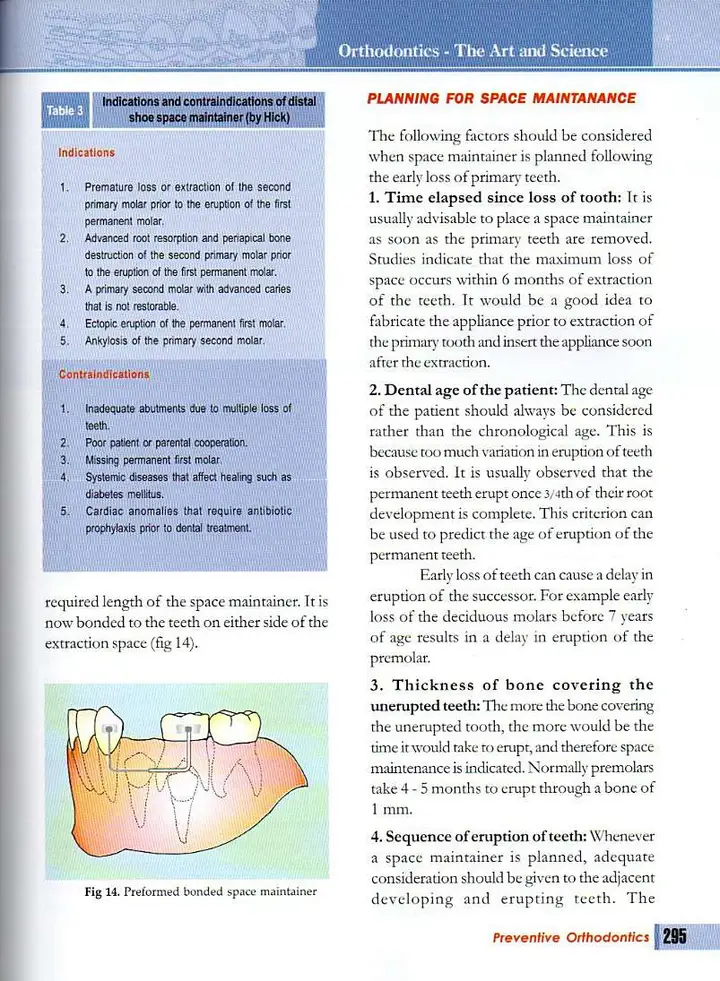 Orthodontics - The Art and Science
Table 3
Indications and contraindications of distal
shoe space maintainer (by Hick)
Indications
1. Premature loss or extraction of the second
primary molar prior to the eruption of the first
permanent molar.
2. Advanced root resorption and periapical bone
destruction of the second primary molar prior
to the eruption of the first permanent molar.
3. A primary second molar with advanced caries
that is not restorable.
4. Ectopic eruption of the permanent first molar.
5. Ankylosis of the primary second molar.
Contraindications
1. Inadequate abutments due to multiple loss of
teeth.
2. Poor patient or parental cooperation.
3. Missing permanent first molar.
4. Systemic diseases that affect healing such as
diabetes mellitus.
5. Cardiac anomalies that require antibiotic
prophylaxis prior to dental treatment.
required length of the space maintainer. It is
now bonded to the teeth on either side of the
extraction space (fig 14).
Fig 14. Preformed bonded space maintainer
PLANNING FOR SPACE MAINTANANCE
The following factors should be considered
when space maintainer is planned following
the early loss of primary teeth.
1. Time elapsed since loss of tooth: It is
usually advisable to place a space maintainer
as soon as the primary teeth are removed.
Studies indicate that the maximum loss of
space occurs within 6 months of extraction
of the teeth. It would be a good idea to
fabricate the appliance prior to extraction of
the primary tooth and insert the appliance soon
after the extraction.
2. Dental age of the patient: The dental age
of the patient should always be considered
rather than the chronological age. This is
because too much variation in eruption of teeth
is observed. It is usually observed that the
permanent teeth erupt once 3/4th of their root
development is complete. This criterion can
be used to predict the age of eruption of the
permanent teeth.
Early loss of teeth can cause a delay in
eruption of the successor. For example early
loss of the deciduous molars before 7 years
of age results in a delay in eruption of the
premolar.
3. Thickness of bone covering the
unerupted teeth: The more the bone covering
the unerupted tooth, the more would be the
time it would take to erupt, and therefore space
maintenance is indicated. Normally premolars
take 4 - 5 months to erupt through a bone of
1 mm.
4. Sequence of eruption of teeth: Whenever
a space maintainer is planned, adequate
consideration should be given to the adjacent
developing and erupting teeth. The
Preventive Orthodontics 295